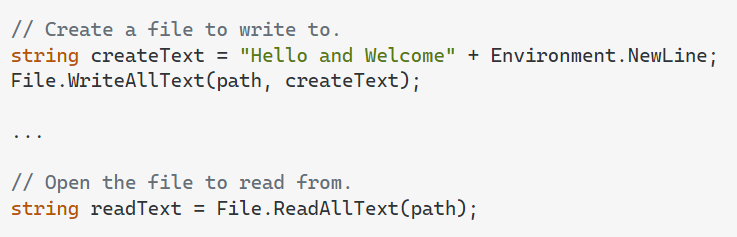 // Create a file to write to.
string createText = "Hello and Welcome" + Environment.NewLine;
File.WriteAllText(path, createText);
...
// Open the file to read from.
string readText = File.ReadAllText(path);